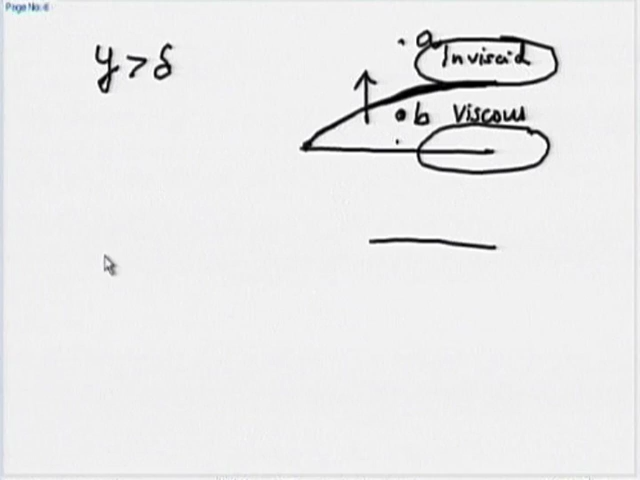 Page No: 6
y > δ
a
Inviscid
b Viscous